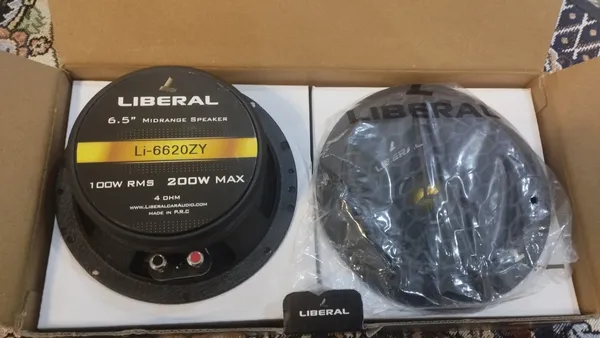 LIBERAL
6.5" MIDRANGE SPEAKER
Li-6620ZY
100W RMS 200W MAX
4 OHM
WWW.LIBERALCARAUDIO.COM
MADE IN P.R.C
LIBERAL
LIBERAL
LIBERAL